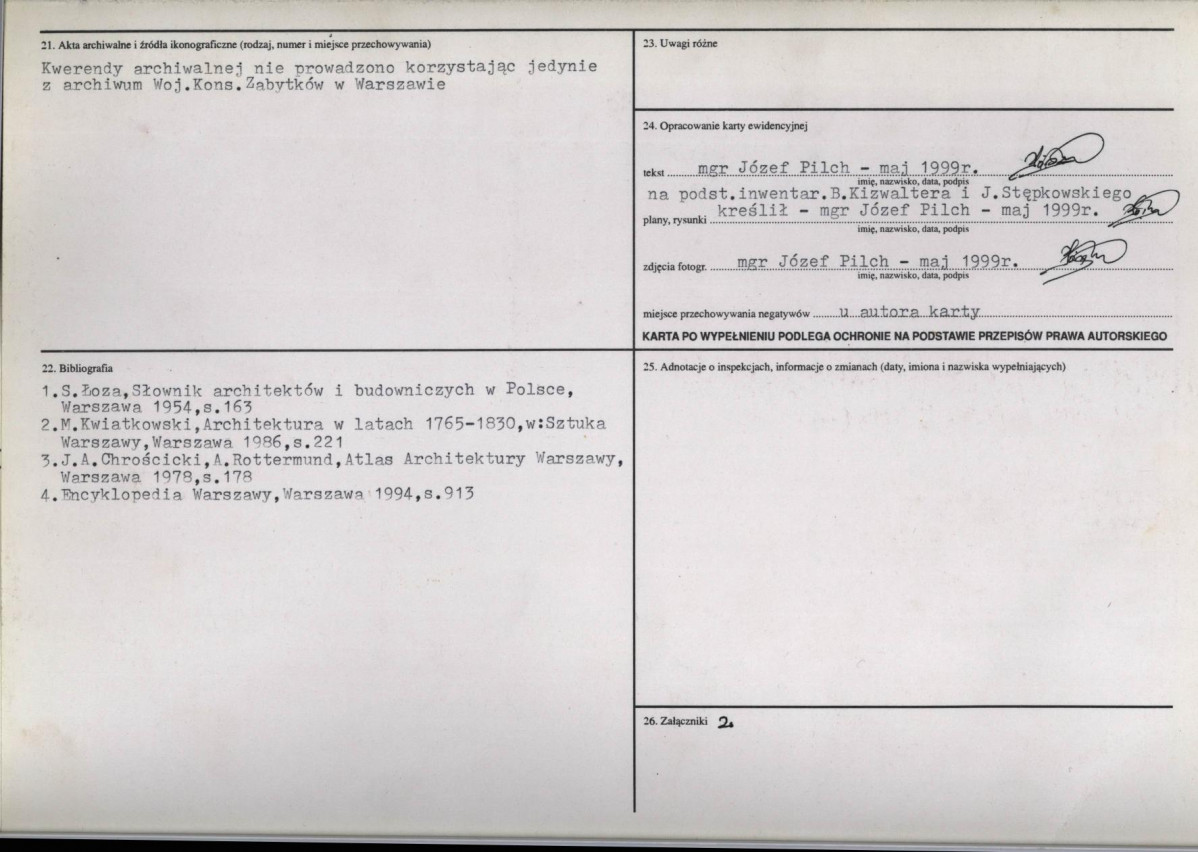 21. Akta archiwalne i źródła ikonograficzne (rodzaj, numer i miejsce przechowywania)
Kwerendy archiwalnej nie prowadzono korzystając jedynie
z archiwum Woj.Kons.Zabytków w Warszawie
22. Bibliografia
1.S.Łoza,Słownik architektów i budowniczych w Polsce,
Warszawa 1954,s.163
2.M.Kwiatkowski,Architektura w latach 1765-1830,w:Sztuka
Warszawy,Warszawa 1986,s.221
3.J.A.Chrościcki,A.Rottermund,Atlas Architektury Warszawy,
Warszawa 1978,s.178
4.Encyklopedia Warszawy,Warszawa 1994,s.913
23. Uwagi różne
24. Opracowanie karty ewidencyjnej
tekst mgr Józef Pilch - maj 1999r.
imię, nazwisko, data, podpis
na podst.inwentar.B.Kizwaltera i J.Stępkowskiego
plany, rysunki kreślił - mgr Józef Pilch - maj 1999r.
imię, nazwisko, data, podpis
zdjęcia fotogr. mgr Józef Pilch - maj 1999r.
imię, nazwisko, data, podpis
miejsce przechowywania negatywów u autora karty
KARTA PO WYPEŁNIENIU PODLEGA OCHRONIE NA PODSTAWIE PRZEPISÓW PRAWA AUTORSKIEGO
25. Adnotacje o inspekcjach, informacje o zmianach (daty, imiona i nazwiska wypełniających)
26. Załączniki 2.